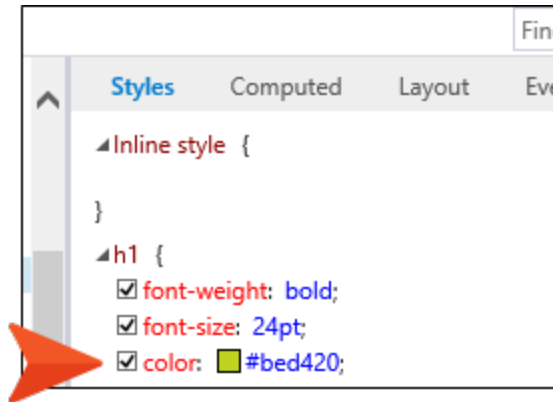 Fin
Styles Computed Layout Eve
Inline style {
}
h1 {
font-weight: bold;
font-size: 24pt;
color: #bed420;